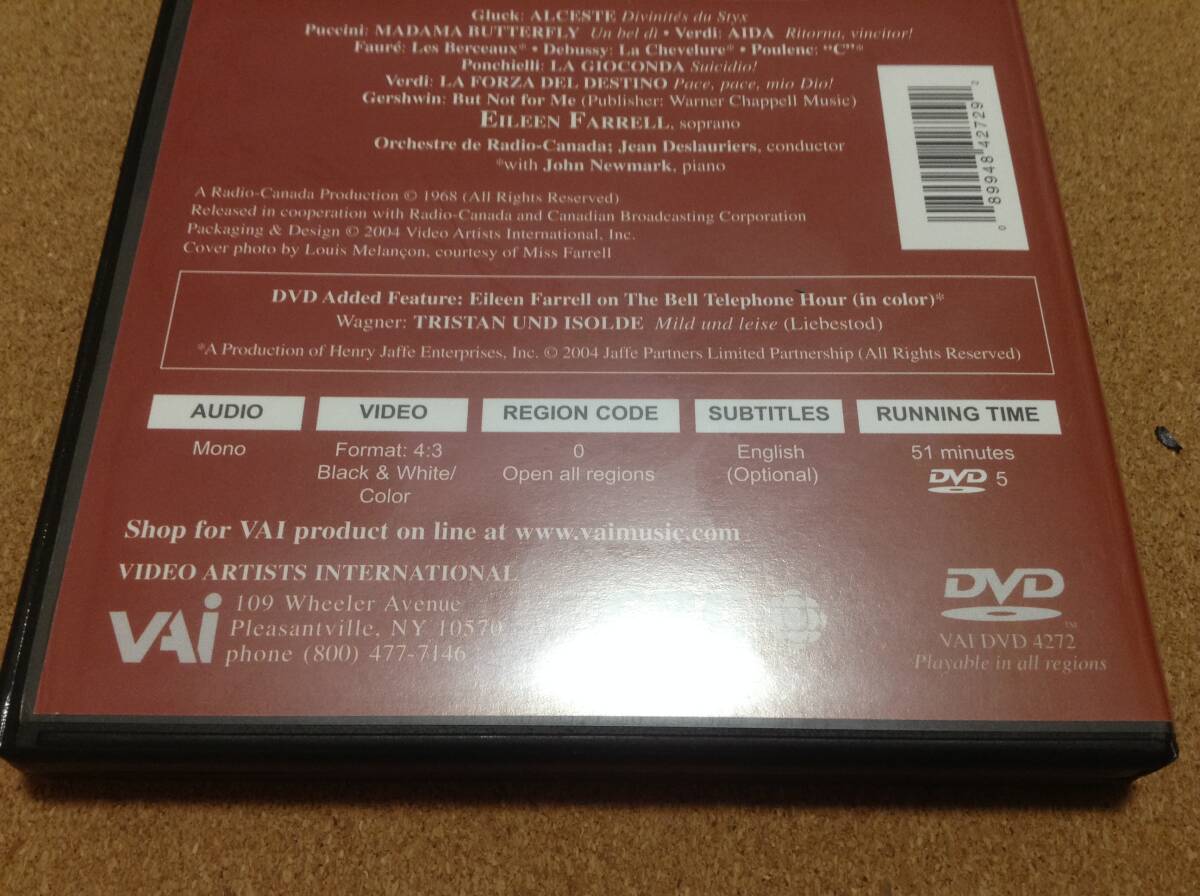 Gluck: ALCESTE Divinités du Styx
Puccini: MADAMA BUTTERFLY Un bel dì • Verdi: AIDA Ritorna, vincitor!
Fauré: Les Berceaux* • Debussy: La Chevelure* • Poulenc: “C”*
Ponchielli: LA GIOCONDA Suicidio!
Verdi: LA FORZA DEL DESTINO Pace, pace, mio Dio!
Gershwin: But Not for Me (Publisher: Warner Chappell Music)
EILEEN FARRELL, soprano
Orchestre de Radio-Canada; Jean Deslauriers, conductor
*with John Newmark, piano
0 89948 42729 2
A Radio-Canada Production © 1968 (All Rights Reserved)
Released in cooperation with Radio-Canada and Canadian Broadcasting Corporation
Packaging & Design © 2004 Video Artists International, Inc.
Cover photo by Louis Melançon, courtesy of Miss Farrell
DVD Added Feature: Eileen Farrell on The Bell Telephone Hour (in color)*
Wagner: TRISTAN UND ISOLDE Mild und leise (Liebestod)
*A Production of Henry Jaffe Enterprises, Inc. © 2004 Jaffe Partners Limited Partnership (All Rights Reserved)
AUDIO VIDEO REGION CODE SUBTITLES RUNNING TIME
Mono Format: 4:3 0 English 51 minutes
Black & White/ Open all regions (Optional) DVD 5
Color
Shop for VAI product on line at www.vaimusic.com
VIDEO ARTISTS INTERNATIONAL
VAI 109 Wheeler Avenue
Pleasantville, NY 10570
phone (800) 477-7146
DVD
™
VAI DVD 4272
Playable in all regions